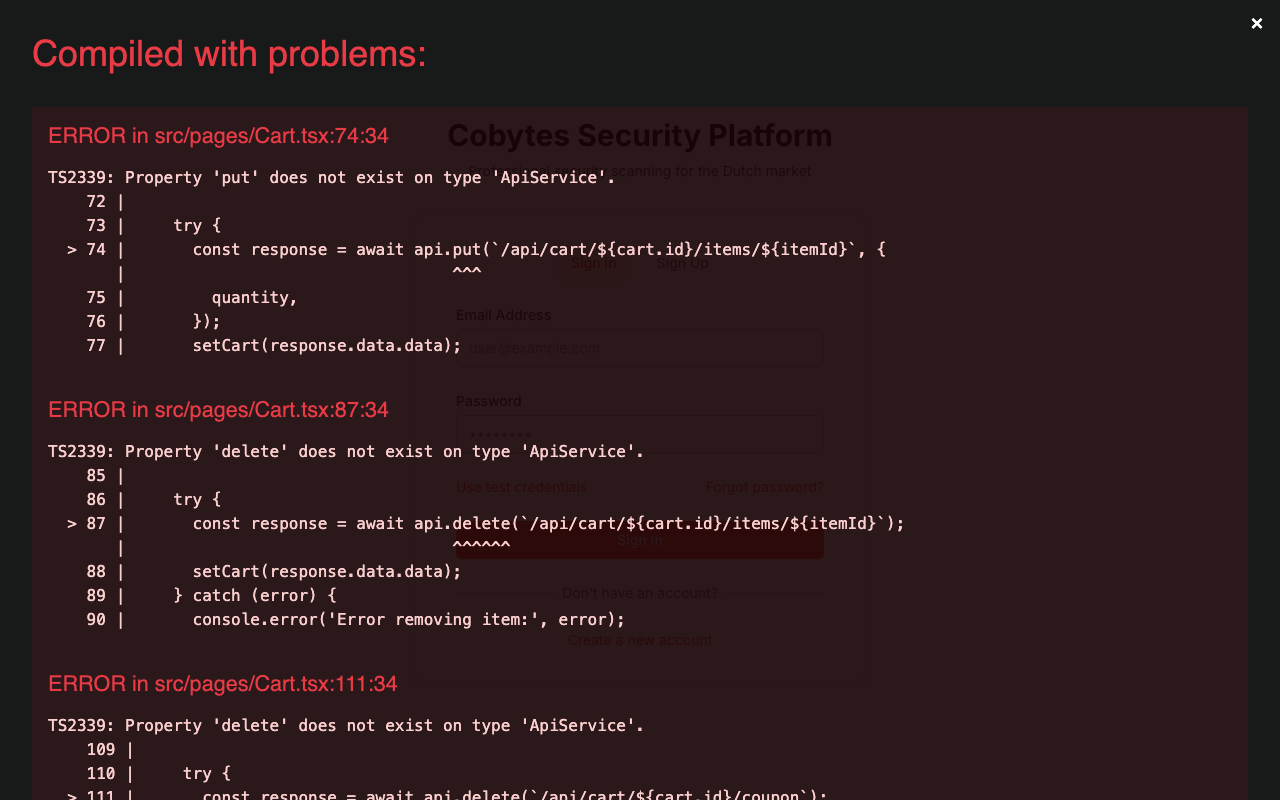 ×
Compiled with problems:
ERROR in src/pages/Cart.tsx:74:34
TS2339: Property 'put' does not exist on type 'ApiService'.
    72 |
    73 |     try {
  > 74 |       const response = await api.put(`/api/cart/${cart.id}/items/${itemId}`, {
       |                                  ^^^
    75 |         quantity,
    76 |       });
    77 |       setCart(response.data.data);
ERROR in src/pages/Cart.tsx:87:34
TS2339: Property 'delete' does not exist on type 'ApiService'.
    85 |
    86 |     try {
  > 87 |       const response = await api.delete(`/api/cart/${cart.id}/items/${itemId}`);
       |                                  ^^^^^^
    88 |       setCart(response.data.data);
    89 |     } catch (error) {
    90 |       console.error('Error removing item:', error);
ERROR in src/pages/Cart.tsx:111:34
TS2339: Property 'delete' does not exist on type 'ApiService'.
    109 |
    110 |     try {
  > 111 |       const response = await api.delete(`/api/cart/${cart.id}/coupon`);
Cobytes Security Platform
security scanning for the Dutch market
Sign In
Sign Up
Email Address
user@example.com
Password
••••••••
Use test credentials
Forgot password?
Sign In
Don't have an account?
Create a new account